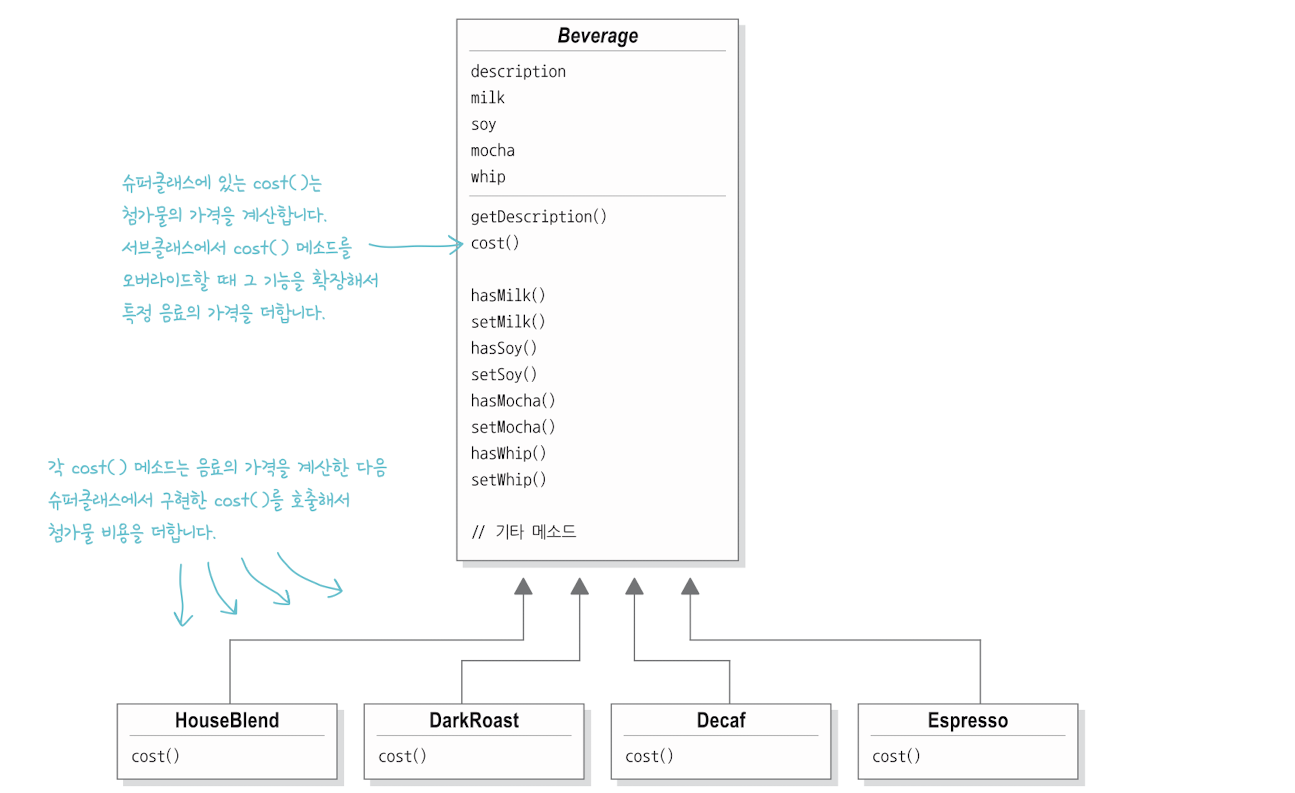 Beverage
description
milk
soy
mocha
whip
getDescription()
cost()
hasMilk()
setMilk()
hasSoy()
setSoy()
hasMocha()
setMocha()
hasWhip()
setWhip()
// 기타 메소드
슈퍼클래스에 있는 cost()는
첨가물의 가격을 계산합니다.
서브클래스에서 cost() 메소드를
오버라이드할 때 그 기능을 확장해서
특정 음료의 가격을 더합니다.
각 cost() 메소드는 음료의 가격을 계산한 다음
슈퍼클래스에서 구현한 cost()를 호출해서
첨가물 비용을 더합니다.
HouseBlend
cost()
DarkRoast
cost()
Decaf
cost()
Espresso
cost()